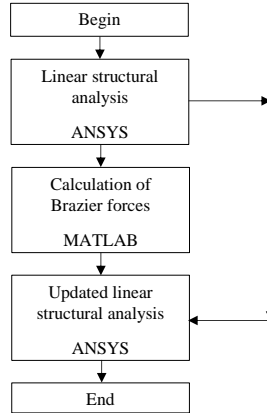 Begin
Linear structural
analysis
ANSYS
Calculation of
Brazier forces
MATLAB
Updated linear
structural analysis
ANSYS
End